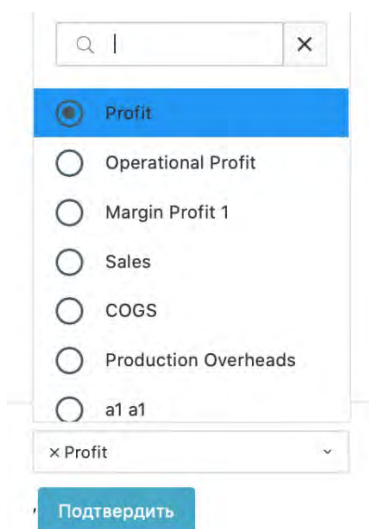 Profit
Operational Profit
Margin Profit 1
Sales
COGS
Production Overheads
a1 a1
× Profit
Подтвердить